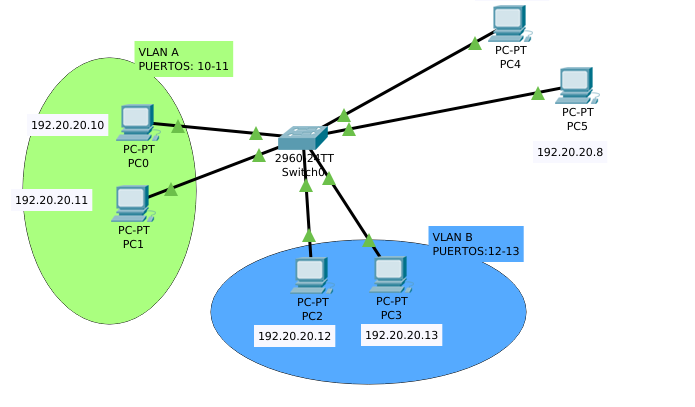 VLAN A
PUERTOS: 10-11
PC-PT
PC4
PC-PT
PC5
192.20.20.8
192.20.20.10
PC-PT
PC0
2960-24TT
Switch0
192.20.20.11
PC-PT
PC1
VLAN B
PUERTOS:12-13
PC-PT
PC2
192.20.20.12
PC-PT
PC3
192.20.20.13